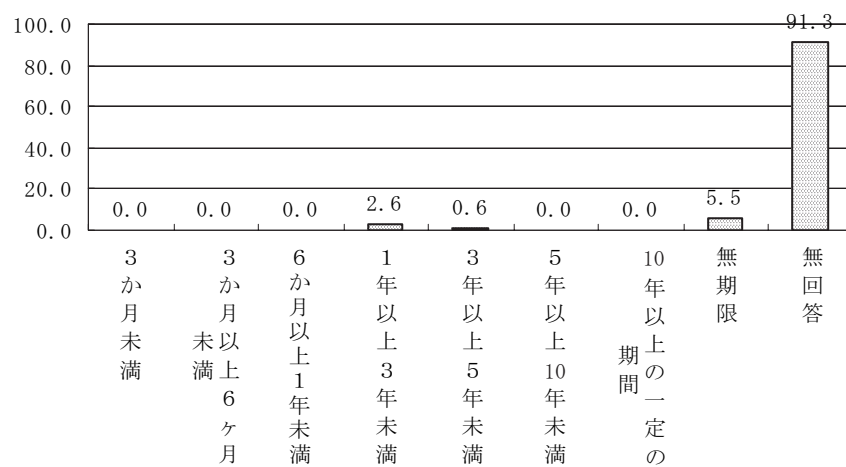 100.0
80.0
60.0
40.0
20.0
0.0
0.0
0.0
0.0
2.6
0.6
0.0
0.0
5.5
91.3
3か月未満
3か月以上6ヶ月
未満
6か月以上1年未満
1年以上3年未満
3年以上5年未満
5年以上10年未満
10年以上の一定の
期間
無期限
無回答